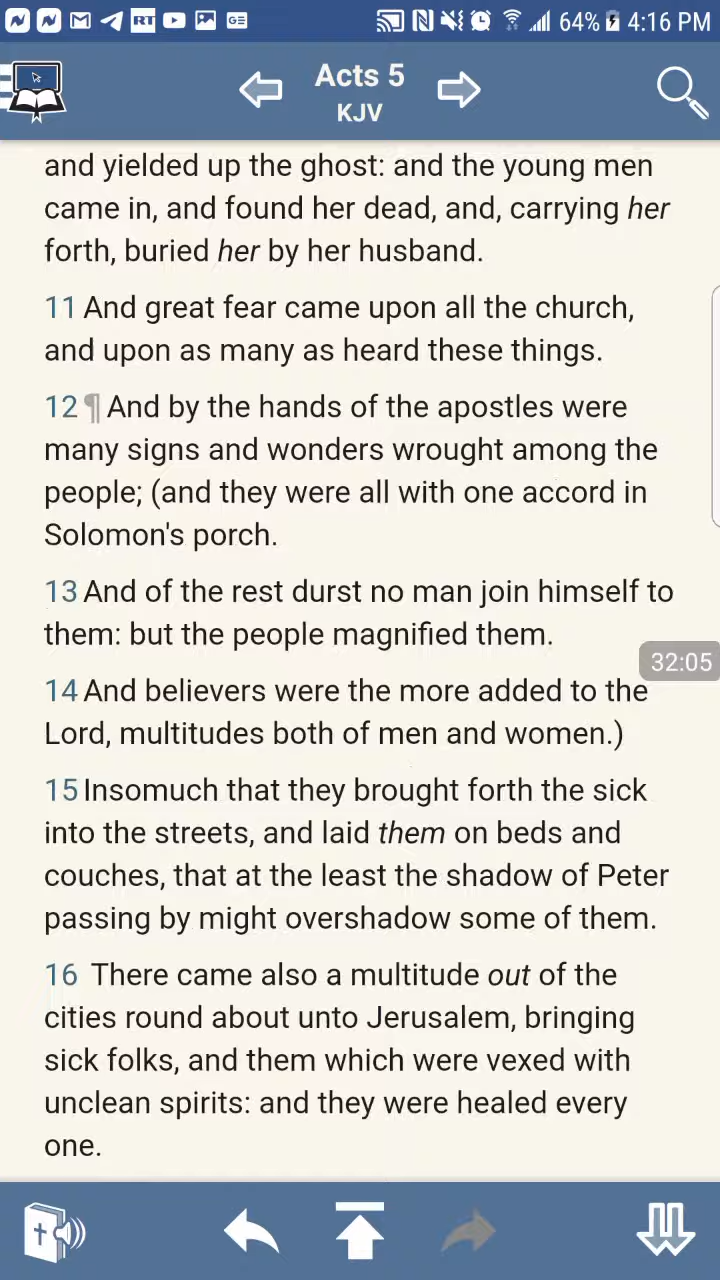 RT
GE
64% 4:16 PM
Acts 5
KJV
and yielded up the ghost: and the young men
came in, and found her dead, and, carrying her
forth, buried her by her husband.
11 And great fear came upon all the church,
and upon as many as heard these things.
12 ¶ And by the hands of the apostles were
many signs and wonders wrought among the
people; (and they were all with one accord in
Solomon's porch.
13 And of the rest durst no man join himself to
them: but the people magnified them.
32:05
14 And believers were the more added to the
Lord, multitudes both of men and women.)
15 Insomuch that they brought forth the sick
into the streets, and laid them on beds and
couches, that at the least the shadow of Peter
passing by might overshadow some of them.
16 There came also a multitude out of the
cities round about unto Jerusalem, bringing
sick folks, and them which were vexed with
unclean spirits: and they were healed every
one.